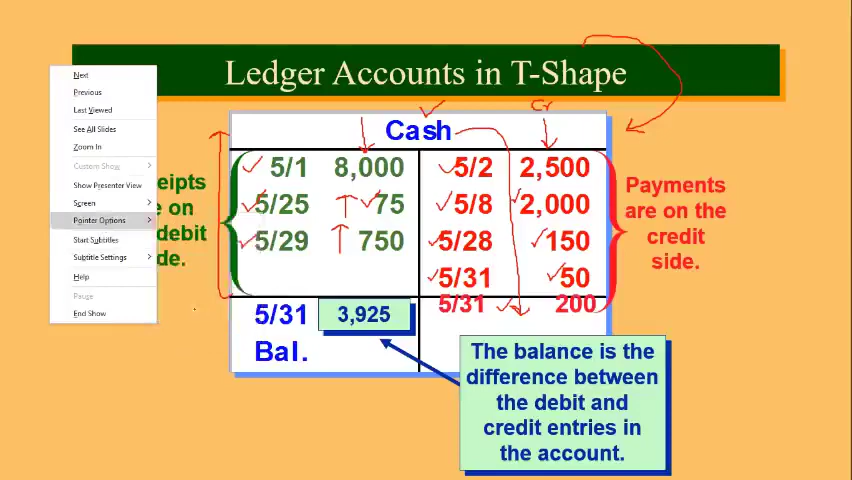 Ledger Accounts in T-Shape
Next
Previous
Last Viewed
See All Slides
Zoom In
Custom Show
Show Presenter View
Screen
Pointer Options
Start Subtitles
Subtitle Settings
Help
Pause
End Show
eipts
e on
debit
de.
Cr
Cash
5/1 8,000
5/25 75
5/29 750
5/31 3,925
Bal.
5/2 2,500
5/8 2,000
5/28 150
5/31 50
5/31 200
Payments
are on the
credit
side.
The balance is the
difference between
the debit and
credit entries in
the account.